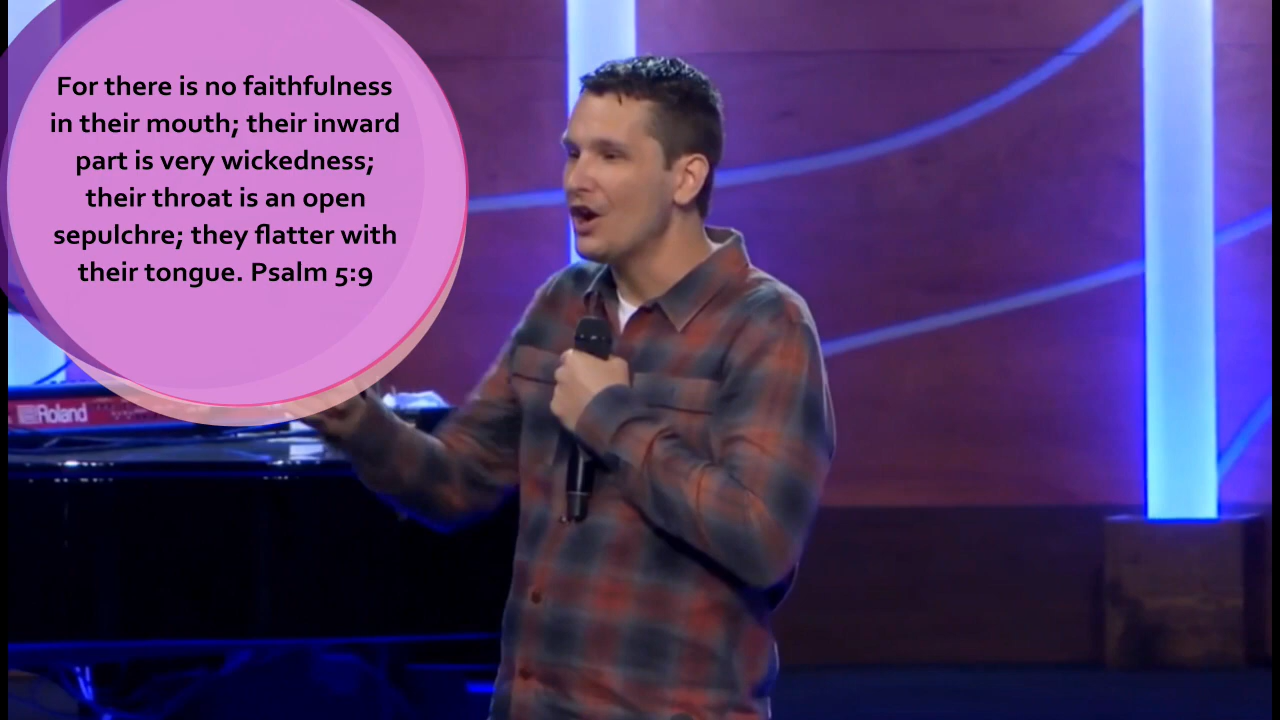 For there is no faithfulness
in their mouth; their inward
part is very wickedness;
their throat is an open
sepulchre; they flatter with
their tongue. Psalm 5:9
Roland